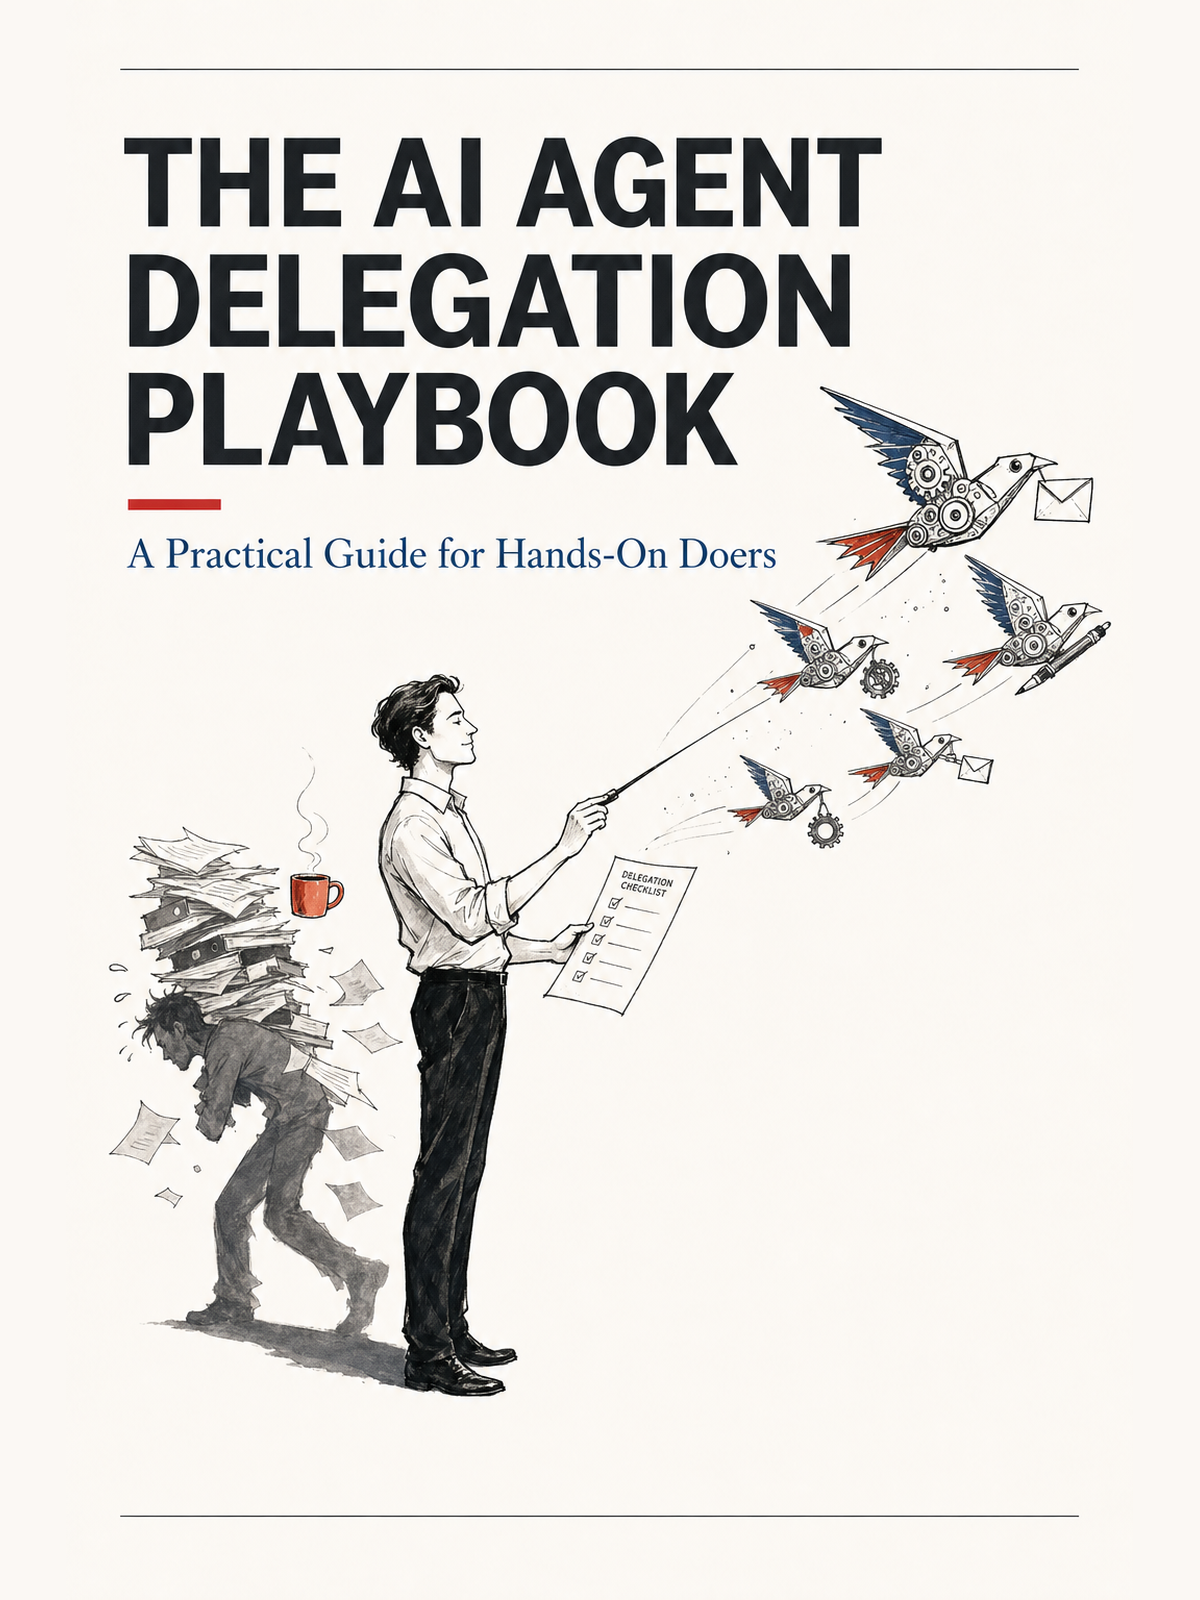 THE AI AGENT
DELEGATION
PLAYBOOK
A Practical Guide for Hands-On Doers
DELEGATION
CHECKLIST